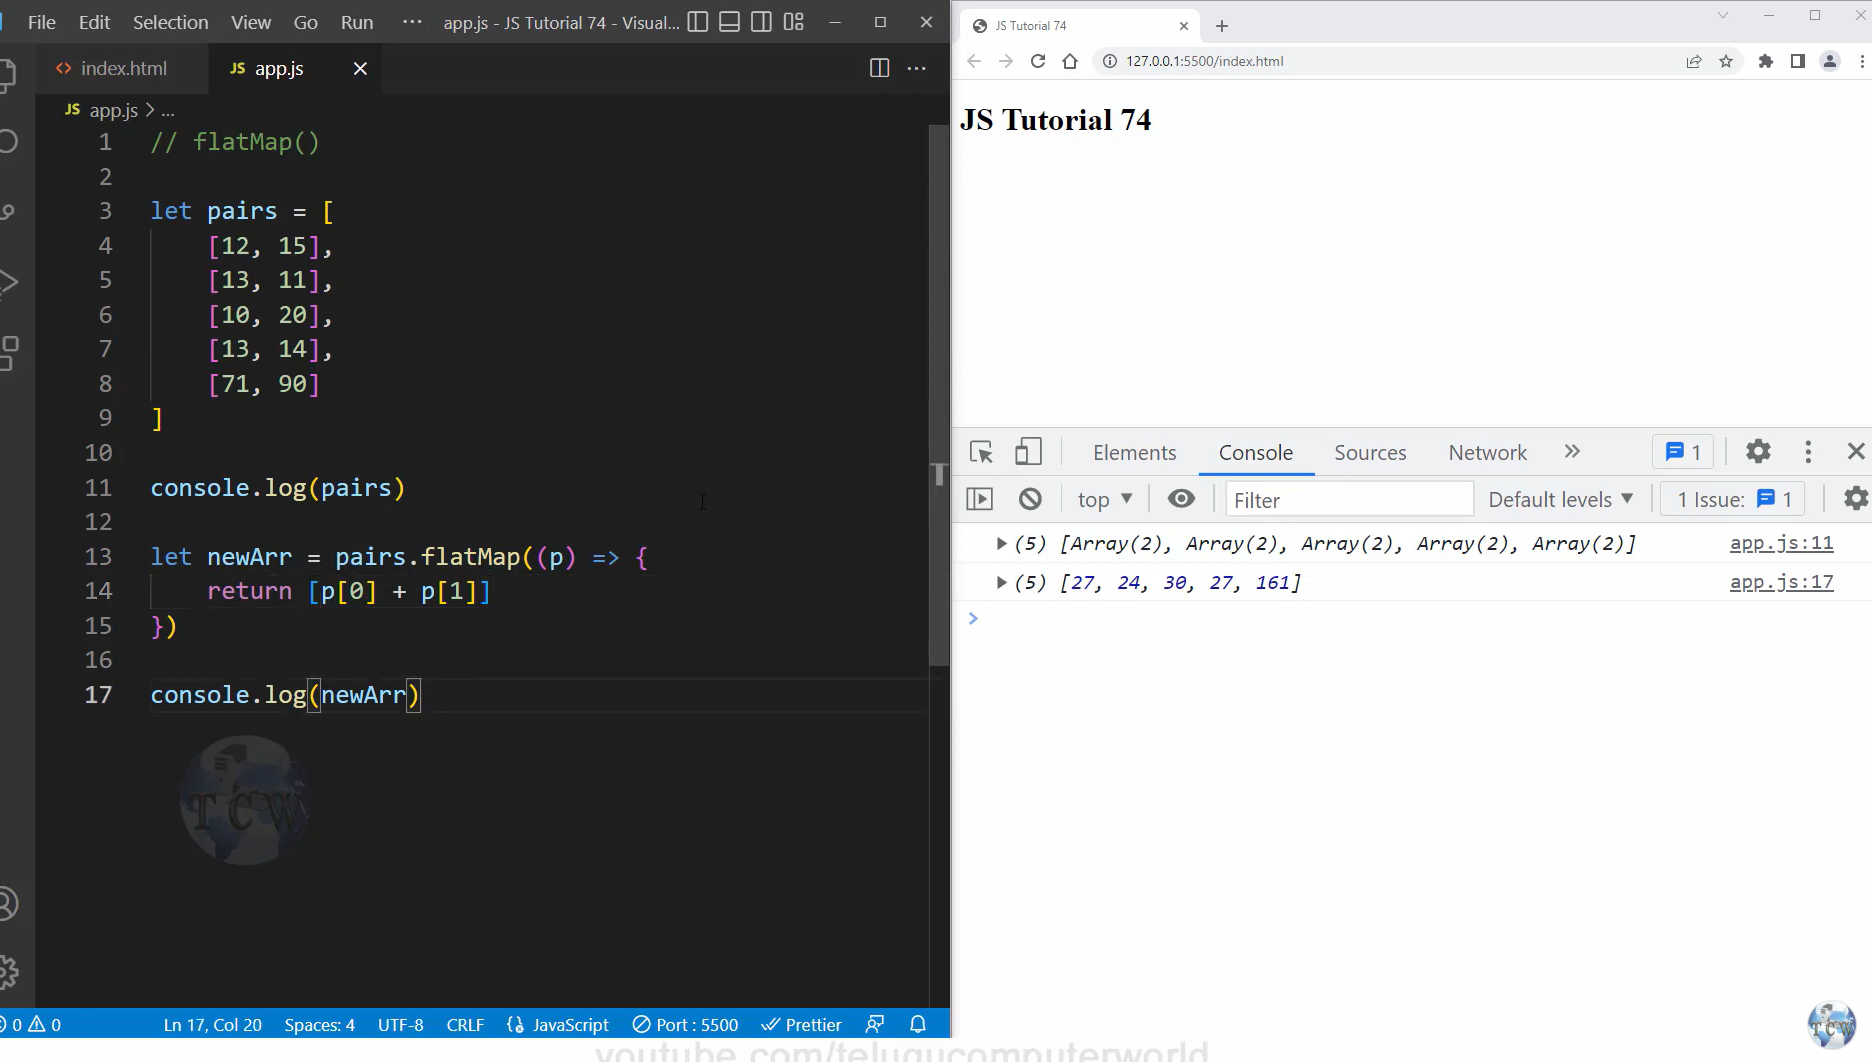 File Edit Selection View Go Run ··· app.js - JS Tutorial 74 - Visual...
index.html JS app.js
JS app.js > ...
1 // flatMap()
2
3 let pairs = [
4 [12, 15],
5 [13, 11],
6 [10, 20],
7 [13, 14],
8 [71, 90]
9 ]
10
11 console.log(pairs)
12
13 let newArr = pairs.flatMap((p) => {
14 return [p[0] + p[1]]
15 })
16
17 console.log(newArr)
TCW
0 0 Ln 17, Col 20 Spaces: 4 UTF-8 CRLF JavaScript Port : 5500 Prettier
JS Tutorial 74
127.0.0.1:5500/index.html
JS Tutorial 74
Elements Console Sources Network » 1
top Filter Default levels 1 Issue: 1
(5) [Array(2), Array(2), Array(2), Array(2), Array(2)] app.js:11
(5) [27, 24, 30, 27, 161] app.js:17
>
TCW
youtube.com/telugucomputerworld